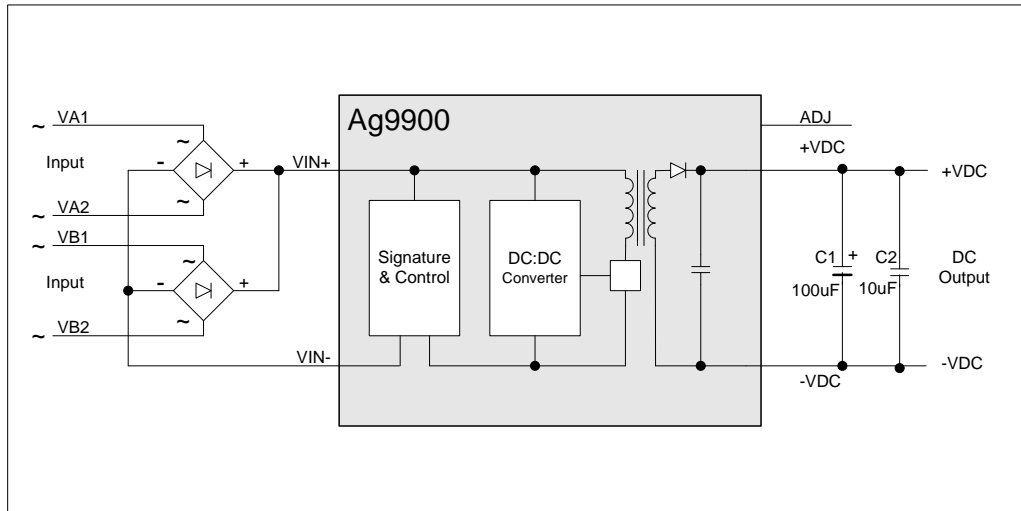 Ag9900
~ VA1
Input
~ VA2
~ VB1
Input
~ VB2
~
- +
~
~
- +
~
VIN+
VIN-
Signature
& Control
DC:DC
Converter
ADJ
+VDC
-VDC
C1 +
100uF
C2
10uF
+VDC
DC
Output
-VDC